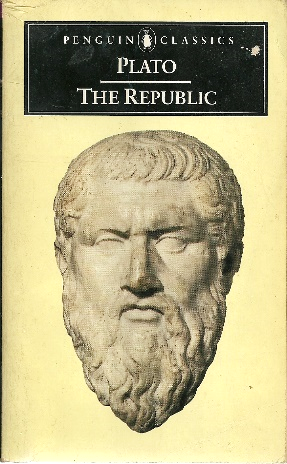 PENGUIN CLASSICS
PLATO
THE REPUBLIC